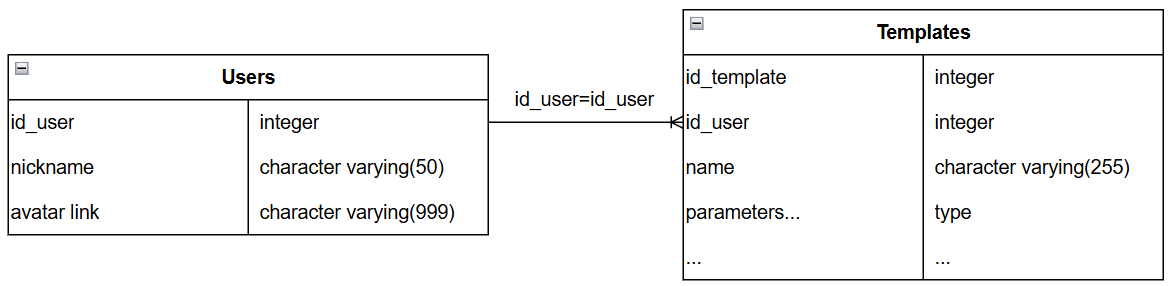 Users
id_user integer
nickname character varying(50)
avatar link character varying(999)
id_user=id_user
Templates
id_template integer
id_user integer
name character varying(255)
parameters... type
... ...